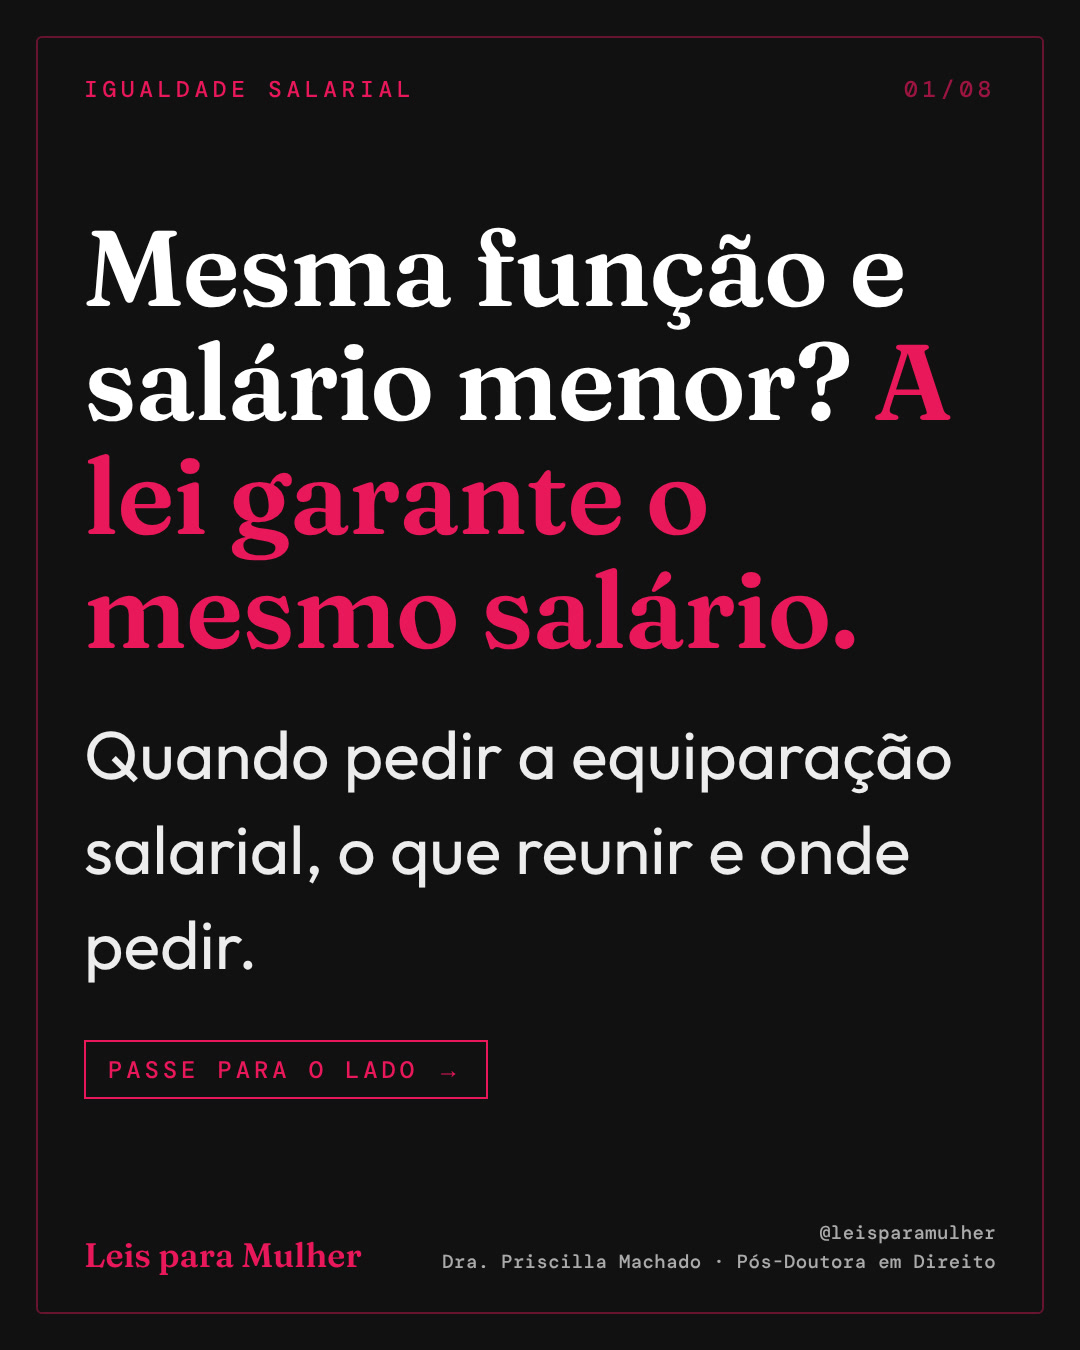 IGUALDADE SALARIAL
01/08
Mesma função e
salário menor? A
lei garante o
mesmo salário.
Quando pedir a equiparação
salarial, o que reunir e onde
pedir.
PASSE PARA O LADO →
@leisparamulher
Leis para Mulher
Dra. Priscilla Machado · Pós-Doutora em Direito